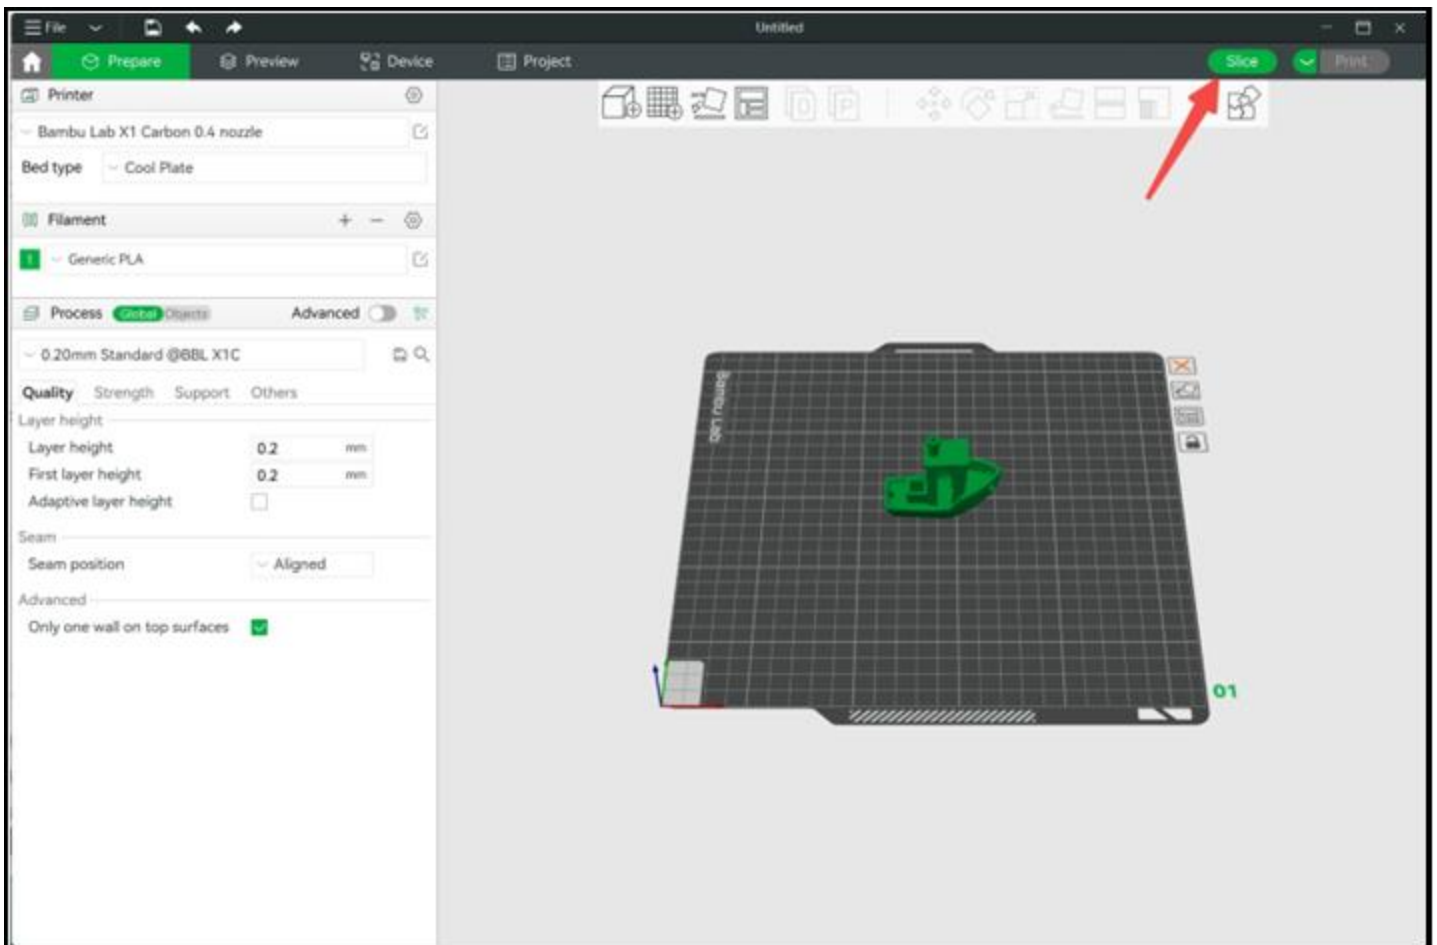 File
Untitled
Prepare
Preview
Device
Project
Slice
Print
Printer
Bambu Lab X1 Carbon 0.4 nozzle
Bed type
Cool Plate
Filament
1
Generic PLA
Process
Global
Objects
Advanced
0.20mm Standard @BBL X1C
Quality
Strength
Support
Others
Layer height
Layer height
0.2
mm
First layer height
0.2
mm
Adaptive layer height
Seam
Seam position
Aligned
Advanced
Only one wall on top surfaces
Bambu Lab
01